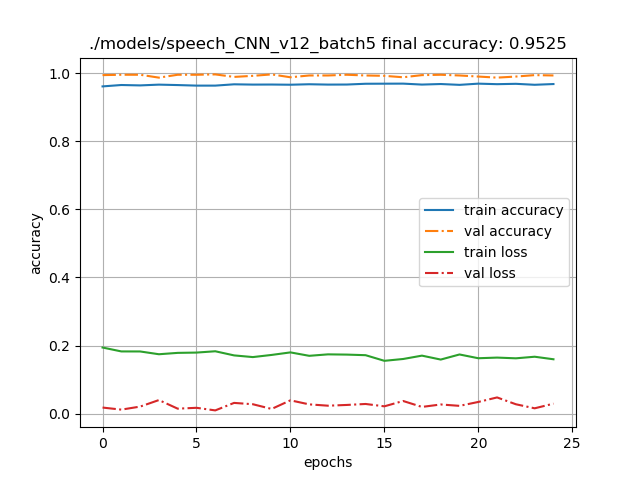 ./models/speech_CNN_v12_batch5 final accuracy: 0.9525
1.0
0.8
0.6
0.4
0.2
0.0
accuracy
train accuracy
val accuracy
train loss
val loss
0 5 10 15 20 25
epochs